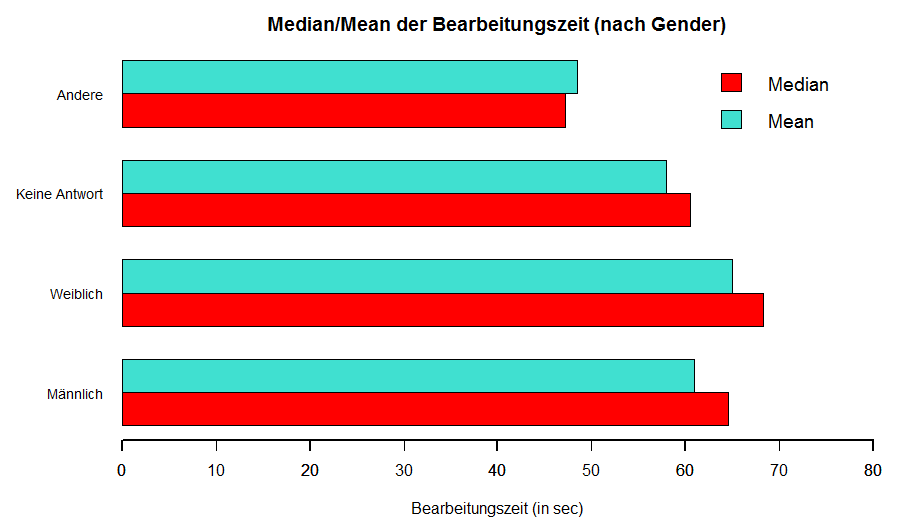 Median/Mean der Bearbeitungszeit (nach Gender)
Median
Mean
Andere
Keine Antwort
Weiblich
Männlich
0 10 20 30 40 50 60 70 80
Bearbeitungszeit (in sec)